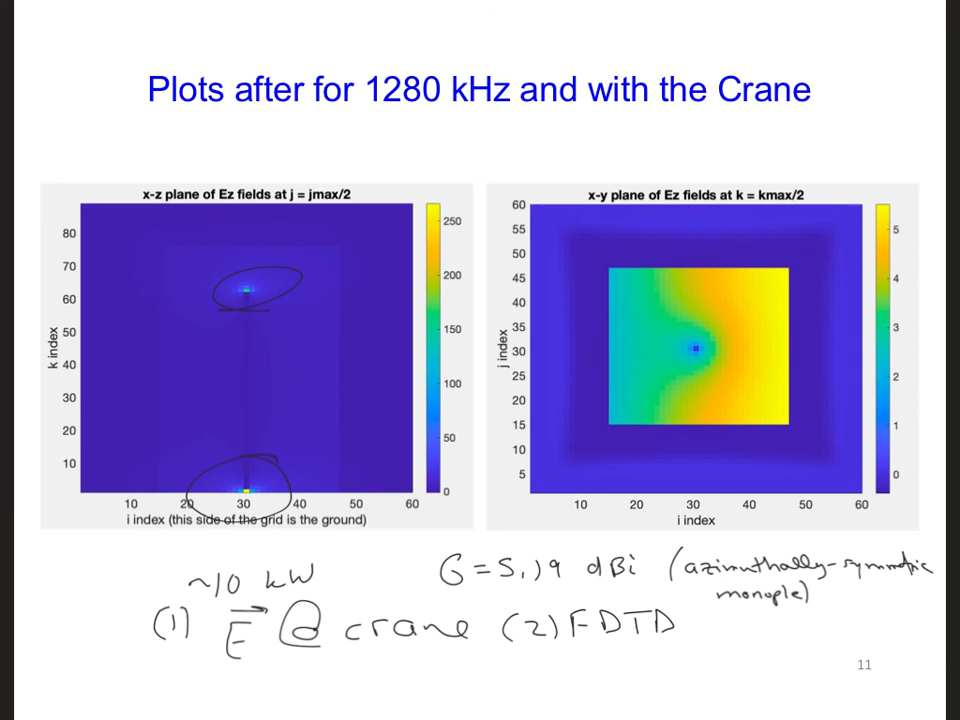 Plots after for 1280 kHz and with the Crane
x-z plane of Ez fields at j = jmax/2
80
70
60
50
40
30
20
10
k index
10 20 30 40 50 60
i index (this side of the grid is the ground)
250
200
150
100
50
0
x-y plane of Ez fields at k = kmax/2
60
55
50
45
40
35
30
25
20
15
10
5
j index
10 20 30 40 50 60
i index
5
4
3
2
1
0
~10 kW
G = 5.19 dBi (azimuthally-symmetric
monople)
(1) E @ crane (2) FDTD
11